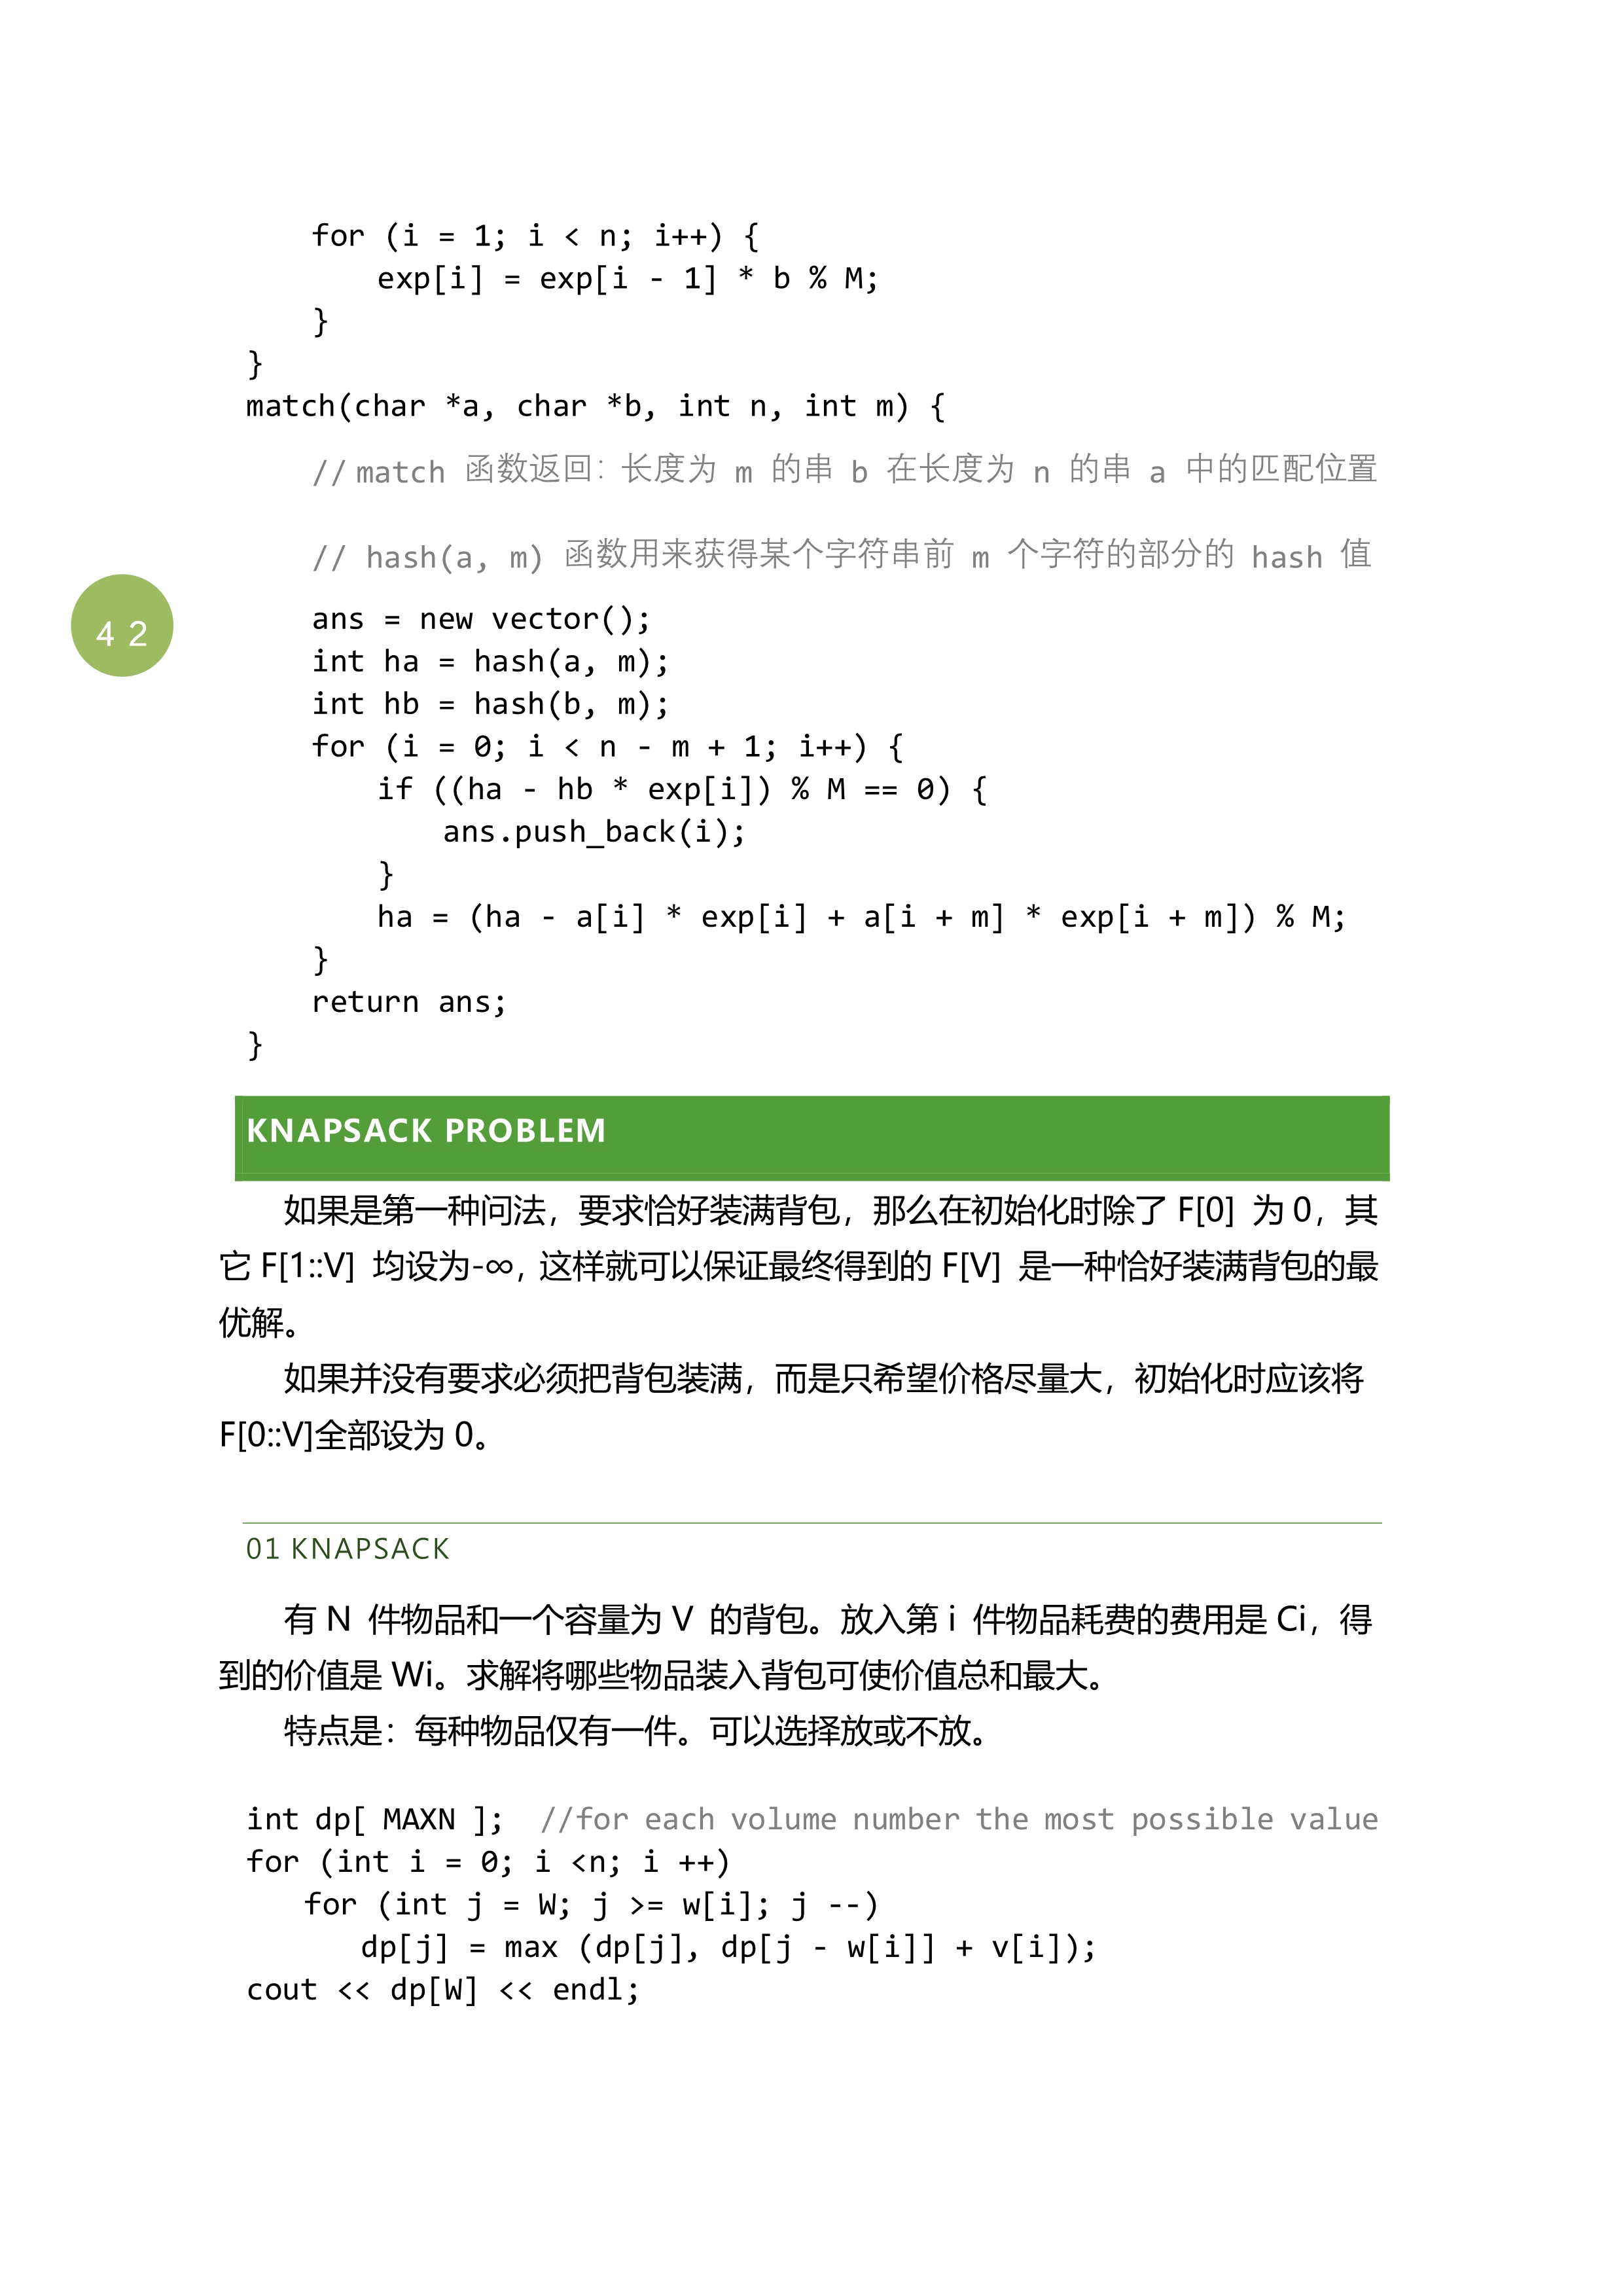 for (i = 1; i < n; i++) {
exp[i] = exp[i - 1] * b % M;
}
}
match(char *a, char *b, int n, int m) {
// match 函数返回：长度为 m 的串 b 在长度为 n 的串 a 中的匹配位置
// hash(a, m) 函数用来获得某个字符串前 m 个字符的部分的 hash 值
42
ans = new vector();
int ha = hash(a, m);
int hb = hash(b, m);
for (i = 0; i < n - m + 1; i++) {
if ((ha - hb * exp[i]) % M == 0) {
ans.push_back(i);
}
ha = (ha - a[i] * exp[i] + a[i + m] * exp[i + m]) % M;
}
return ans;
}
KNAPSACK PROBLEM
如果是第一种问法，要求恰好装满背包，那么在初始化时除了 F[0] 为 0，其
它 F[1::V] 均设为-∞，这样就可以保证最终得到的 F[V] 是一种恰好装满背包的最
优解。
如果并没有要求必须把背包装满，而是只希望价格尽量大，初始化时应该将
F[0::V]全部设为 0。
01 KNAPSACK
有 N 件物品和一个容量为 V 的背包。放入第 i 件物品耗费的费用是 Ci，得
到的价值是 Wi。求解将哪些物品装入背包可使价值总和最大。
特点是：每种物品仅有一件。可以选择放或不放。
int dp[ MAXN ]; //for each volume number the most possible value
for (int i = 0; i <n; i ++)
for (int j = W; j >= w[i]; j --)
dp[j] = max (dp[j], dp[j - w[i]] + v[i]);
cout << dp[W] << endl;